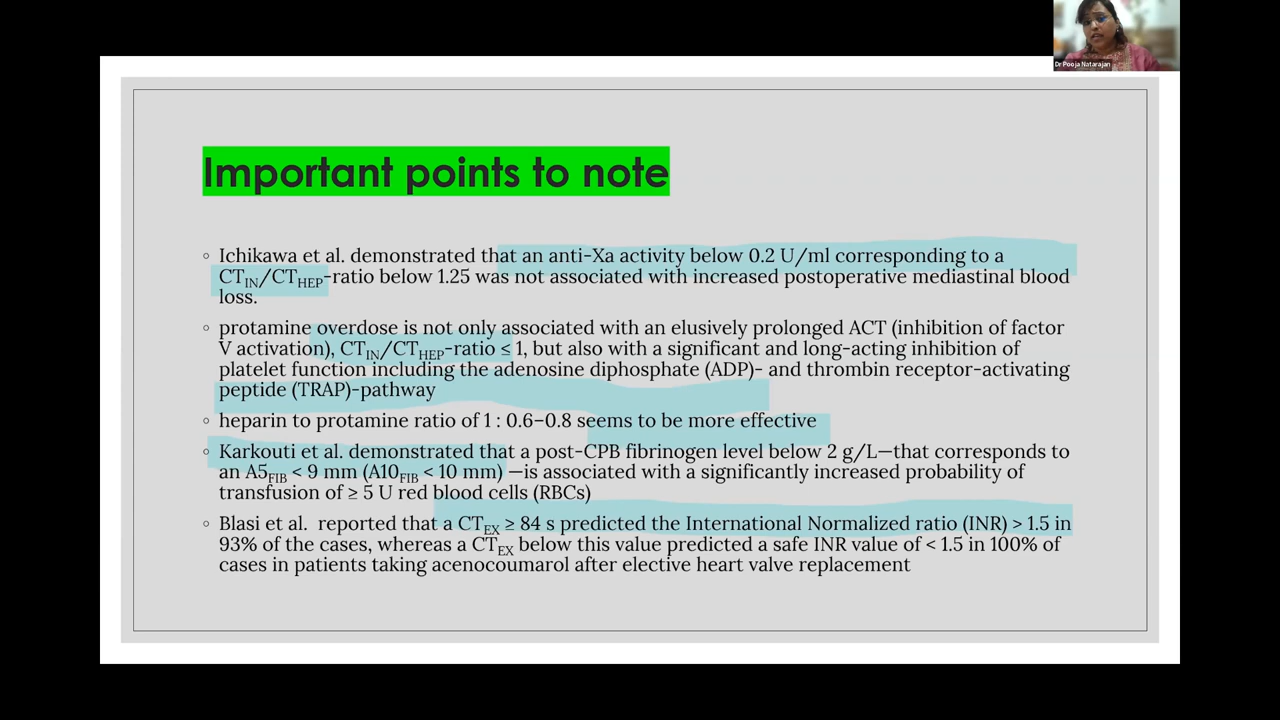 Dr Pooja Natarajan
Important points to note
◦ Ichikawa et al. demonstrated that an anti-Xa activity below 0.2 U/ml corresponding to a
CTIN/CTHEP-ratio below 1.25 was not associated with increased postoperative mediastinal blood
loss.
◦ protamine overdose is not only associated with an elusively prolonged ACT (inhibition of factor
V activation), CTIN/CTHEP-ratio ≤ 1, but also with a significant and long-acting inhibition of
platelet function including the adenosine diphosphate (ADP)- and thrombin receptor-activating
peptide (TRAP)-pathway
◦ heparin to protamine ratio of 1 : 0.6–0.8 seems to be more effective
◦ Karkouti et al. demonstrated that a post-CPB fibrinogen level below 2 g/L—that corresponds to
an A5FIB < 9 mm (A10FIB < 10 mm) —is associated with a significantly increased probability of
transfusion of ≥ 5 U red blood cells (RBCs)
◦ Blasi et al.  reported that a CTEX ≥ 84 s predicted the International Normalized ratio (INR) > 1.5 in
93% of the cases, whereas a CTEX below this value predicted a safe INR value of < 1.5 in 100% of
cases in patients taking acenocoumarol after elective heart valve replacement